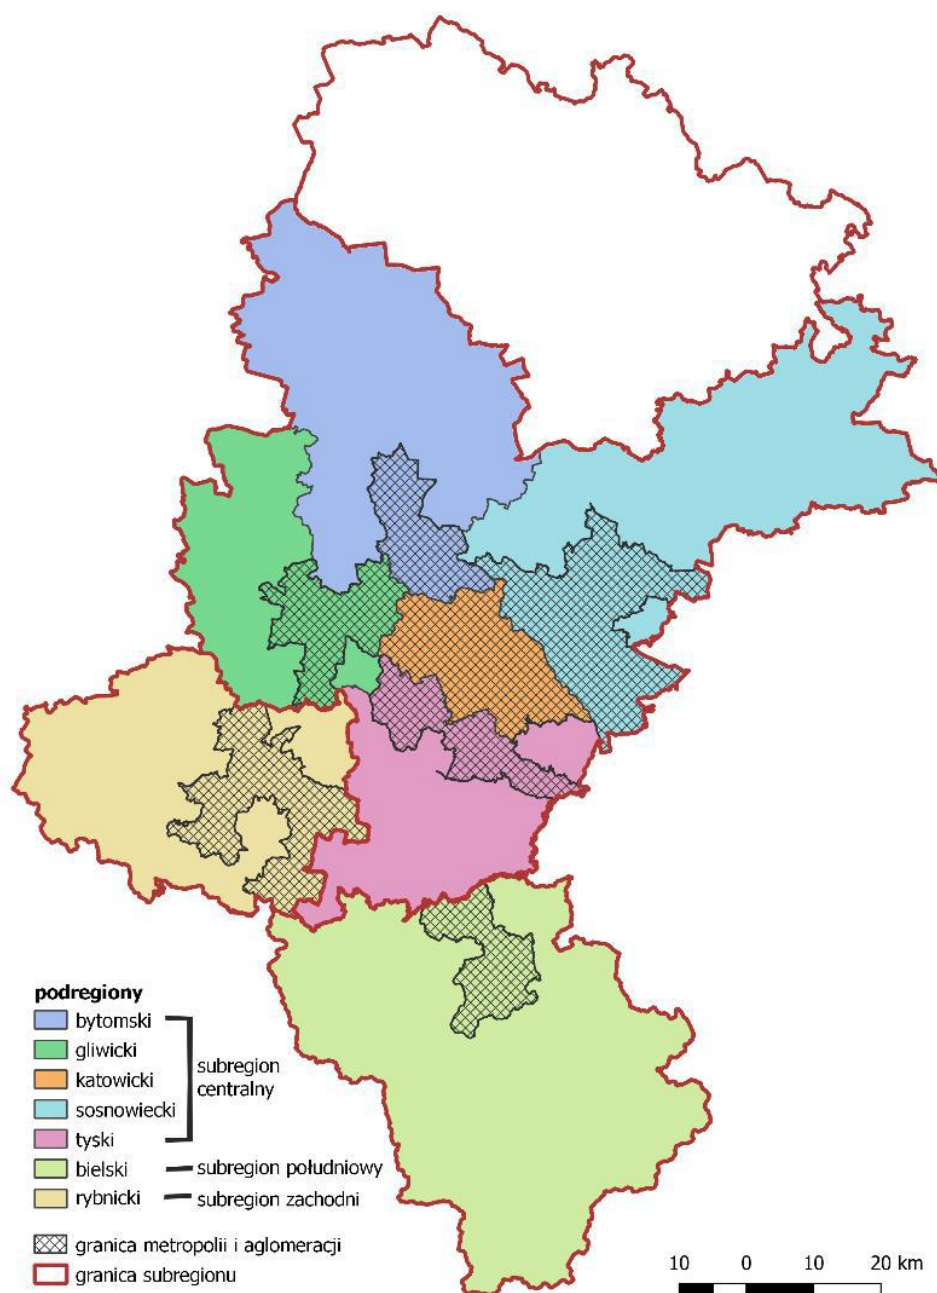 podregiony
bytomski
gliwicki
katowicki
sosnowiecki
tyski
bielski
rybnicki
subregion
centralny
subregion południowy
subregion zachodni
granica metropolii i aglomeracji
granica subregionu
10 0 10 20 km